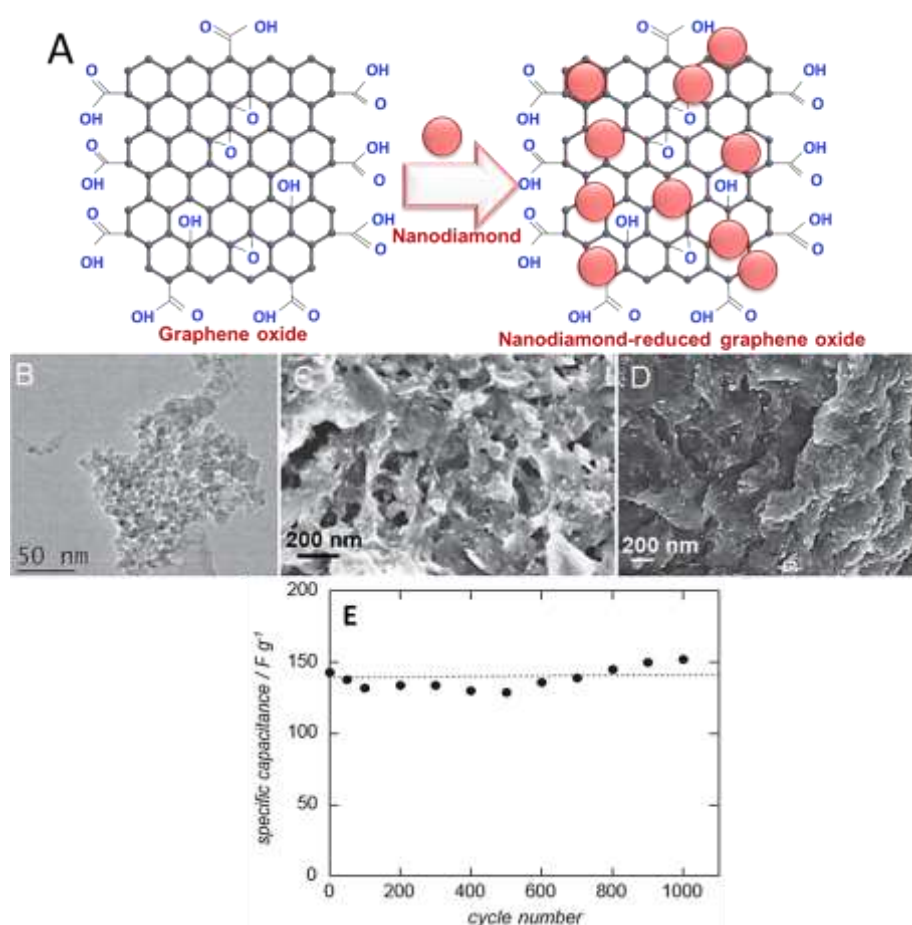 A
O
OH
O
OH
OH
O
O
O
OH
O
OH
OH
O
OH
OH
O
OH
O
OH
O
OH
O
OH
O
Graphene oxide
Nanodiamond
O
OH
O
OH
OH
O
O
O
OH
O
OH
OH
O
OH
OH
O
OH
O
OH
O
OH
O
OH
O
Nanodiamond-reduced graphene oxide
B
50 nm
C
200 nm
D
200 nm
E
specific capacitance / F g⁻¹
200
150
100
50
0
0 200 400 600 800 1000
cycle number